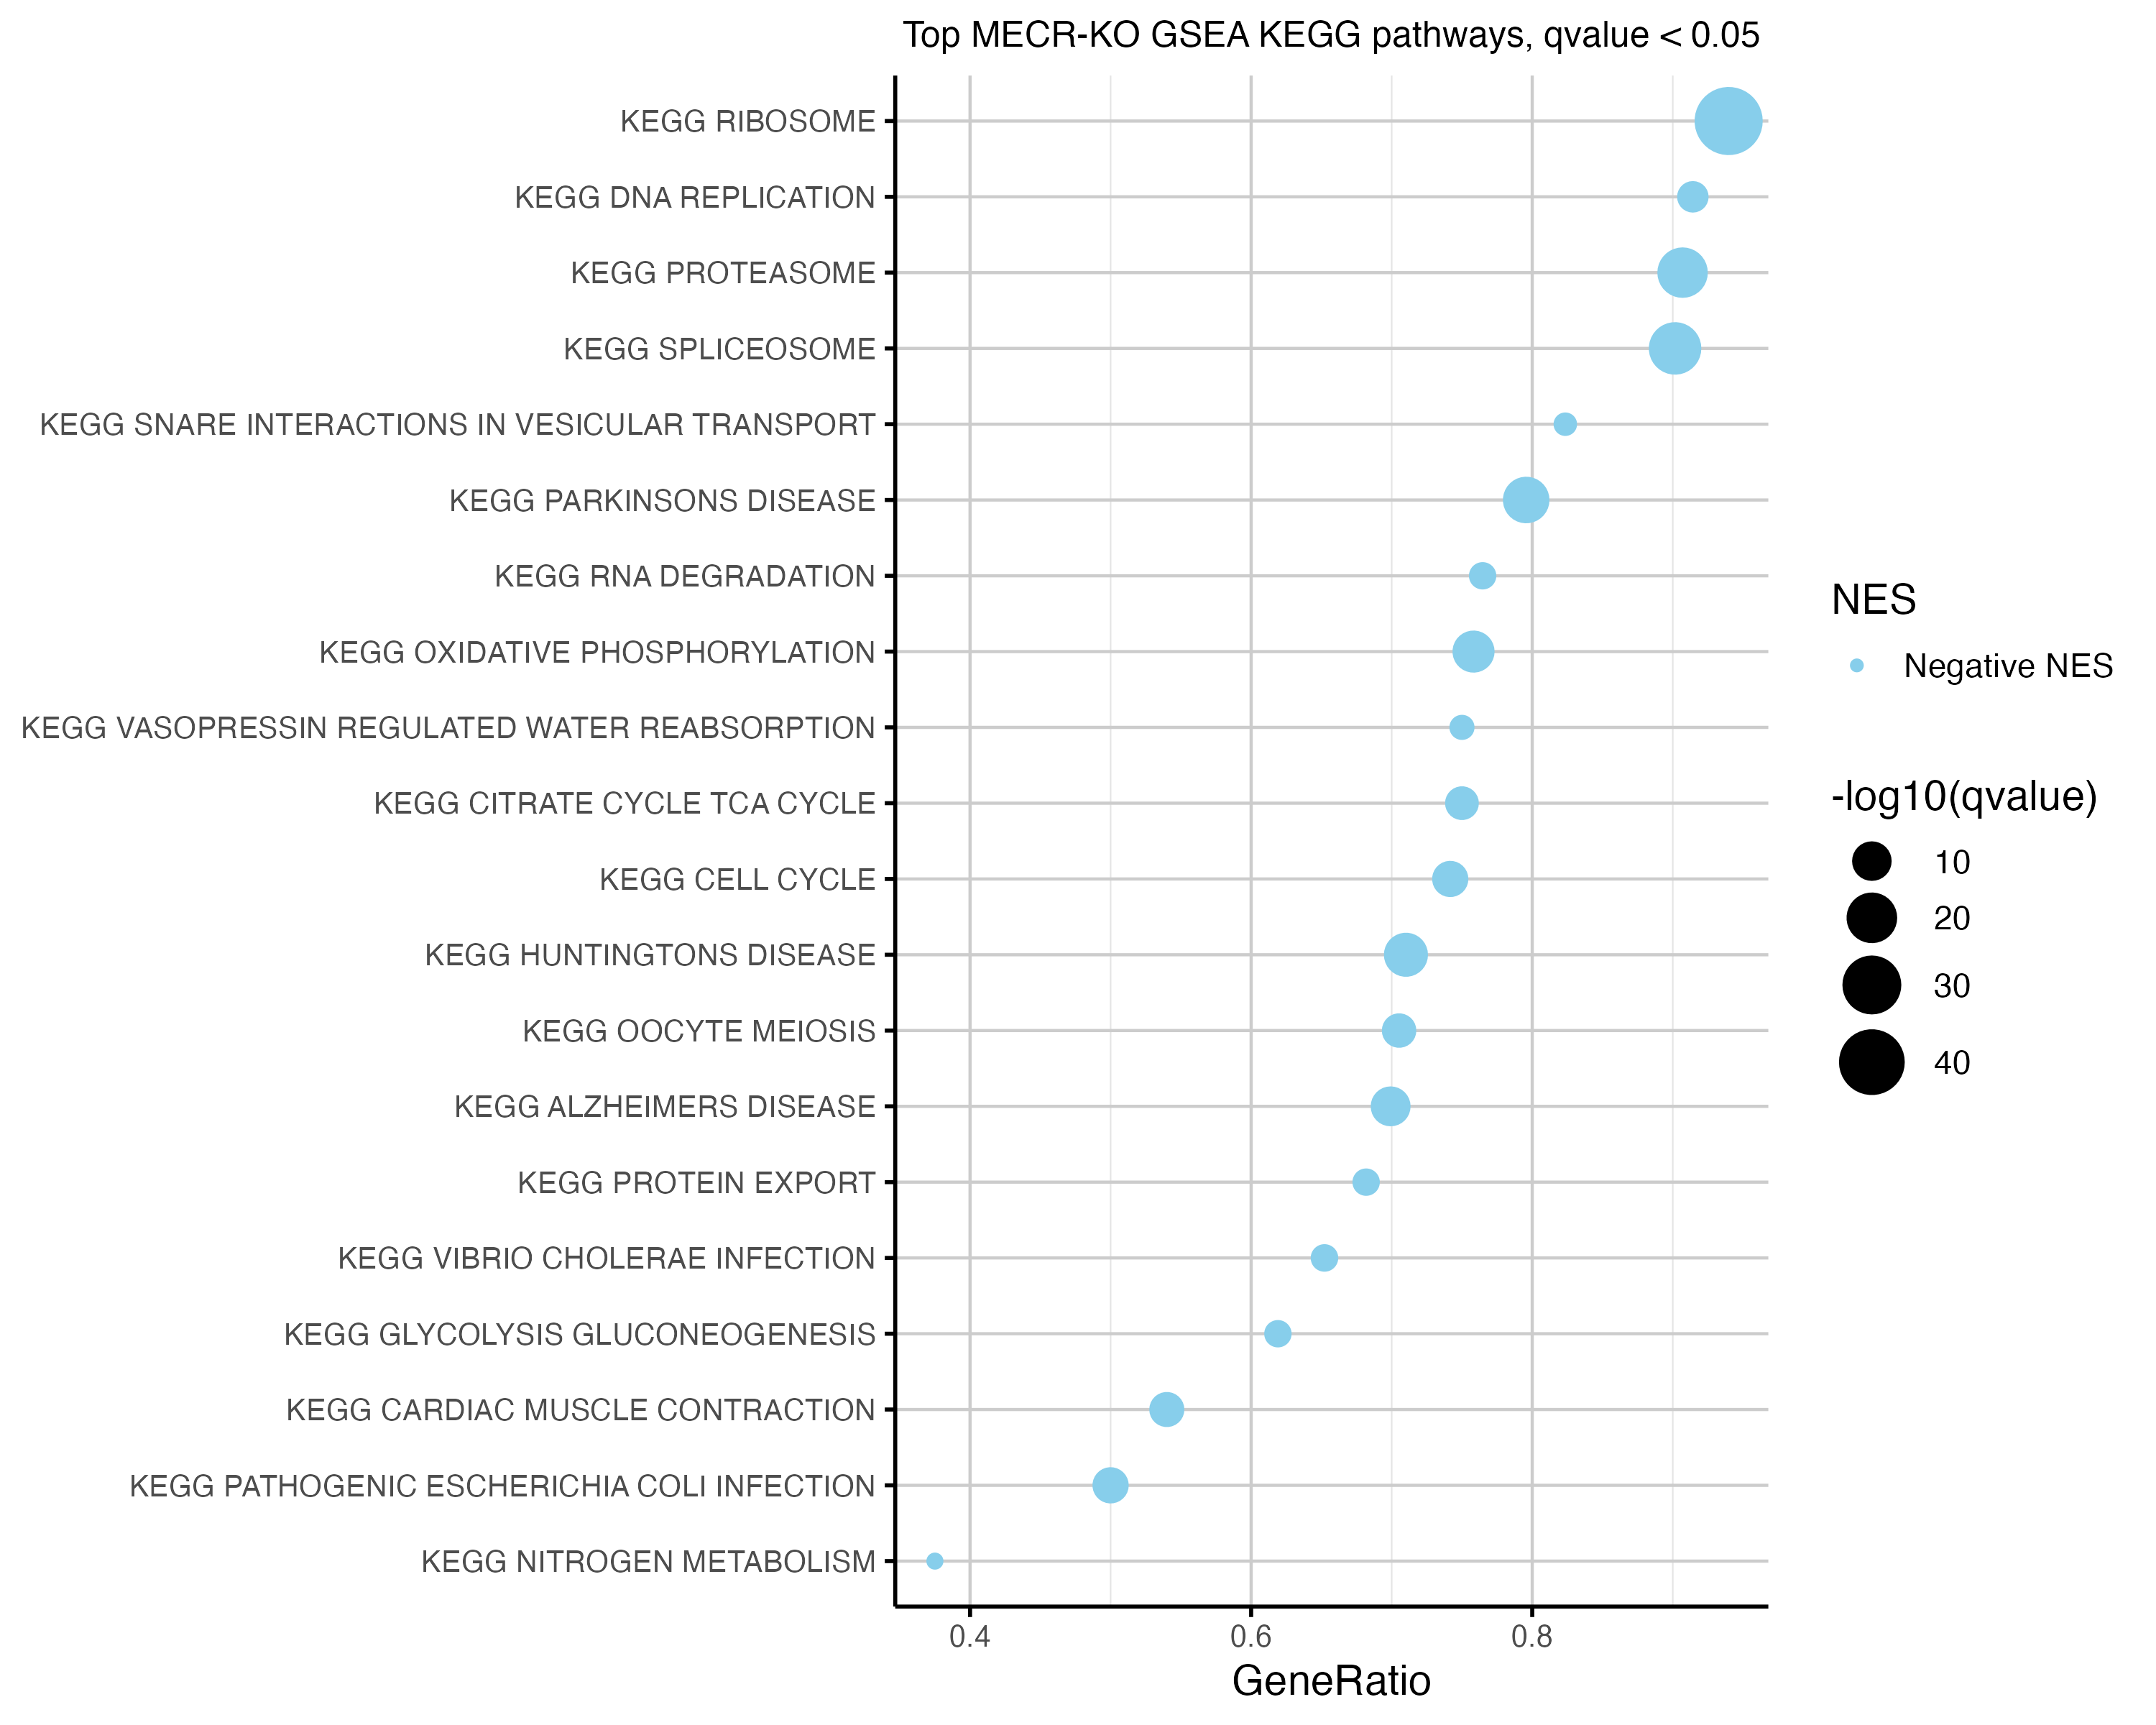 Top MECR-KO GSEA KEGG pathways, qvalue < 0.05
KEGG RIBOSOME
KEGG DNA REPLICATION
KEGG PROTEASOME
KEGG SPLICEOSOME
KEGG SNARE INTERACTIONS IN VESICULAR TRANSPORT
KEGG PARKINSONS DISEASE
KEGG RNA DEGRADATION
KEGG OXIDATIVE PHOSPHORYLATION
KEGG VASOPRESSIN REGULATED WATER REABSORPTION
KEGG CITRATE CYCLE TCA CYCLE
KEGG CELL CYCLE
KEGG HUNTINGTONS DISEASE
KEGG OOCYTE MEIOSIS
KEGG ALZHEIMERS DISEASE
KEGG PROTEIN EXPORT
KEGG VIBRIO CHOLERAE INFECTION
KEGG GLYCOLYSIS GLUCONEOGENESIS
KEGG CARDIAC MUSCLE CONTRACTION
KEGG PATHOGENIC ESCHERICHIA COLI INFECTION
KEGG NITROGEN METABOLISM
0.4
0.6
0.8
GeneRatio
NES
Negative NES
-log10(qvalue)
10
20
30
40